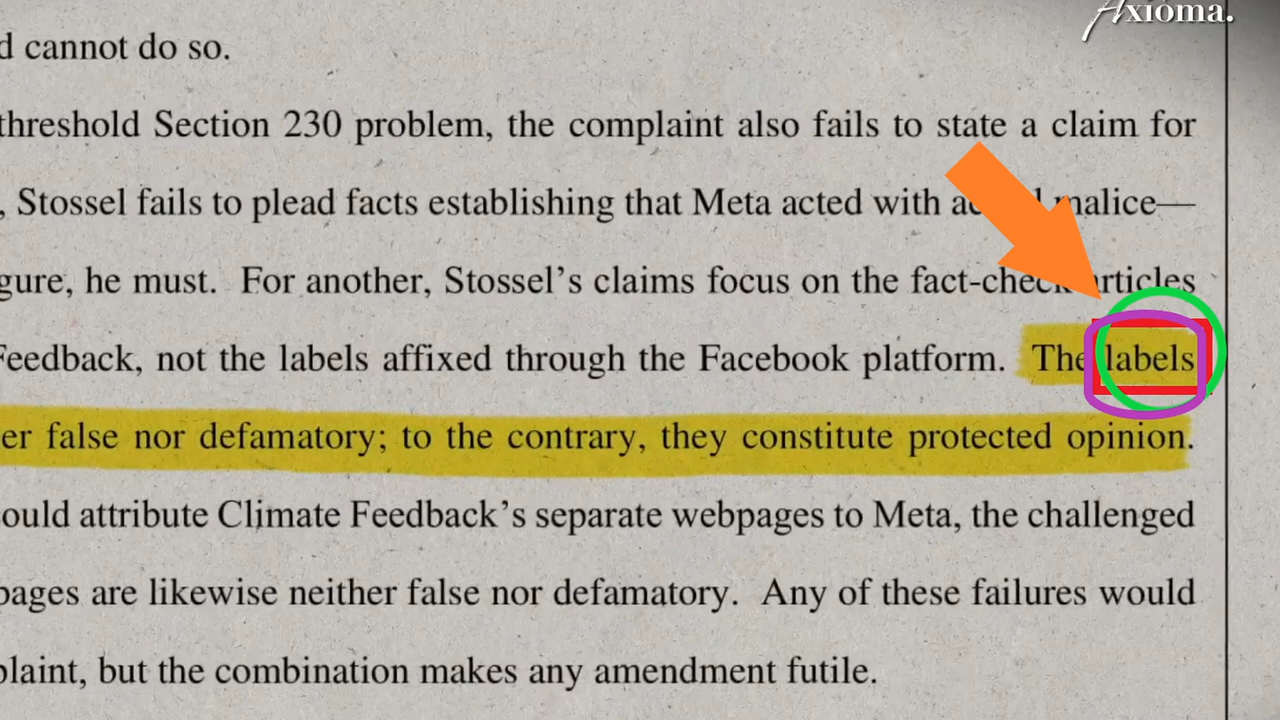 Axioma.
d cannot do so.
threshold Section 230 problem, the complaint also fails to state a claim for
, Stossel fails to plead facts establishing that Meta acted with malice—
gure, he must. For another, Stossel's claims focus on the fact-check articles
Feedback, not the labels affixed through the Facebook platform. The labels
er false nor defamatory; to the contrary, they constitute protected opinion.
ould attribute Climate Feedback's separate webpages to Meta, the challenged
pages are likewise neither false nor defamatory. Any of these failures would
plaint, but the combination makes any amendment futile.